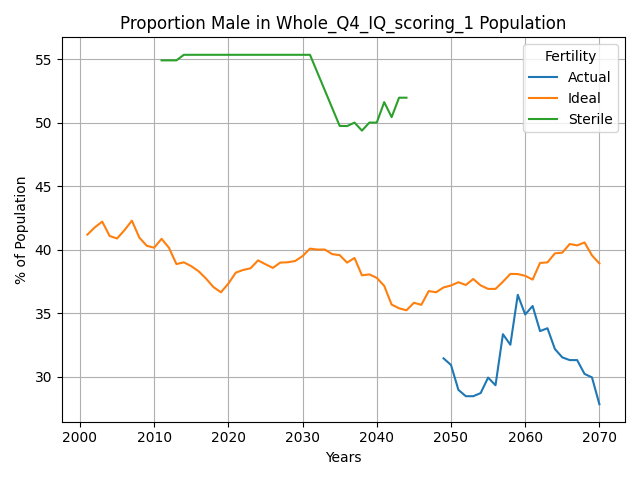 Proportion Male in Whole_Q4_IQ_scoring_1 Population
Fertility
Actual
Ideal
Sterile
% of Population
55
50
45
40
35
30
2000 2010 2020 2030 2040 2050 2060 2070
Years